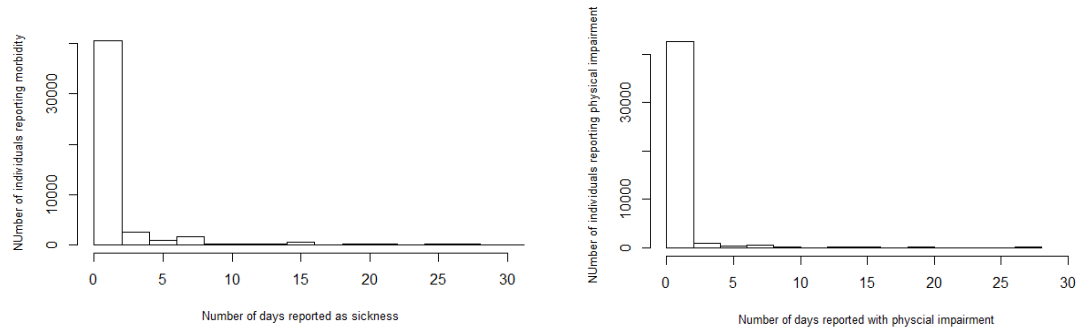 NUmber of individuals reporting morbidity
0
10000
30000
0 5 10 15 20 25 30
Number of days reported as sickness
NUmber of individuals reporting physical impairment
0
10000
30000
0 5 10 15 20 25 30
Number of days reported with physcial impairment